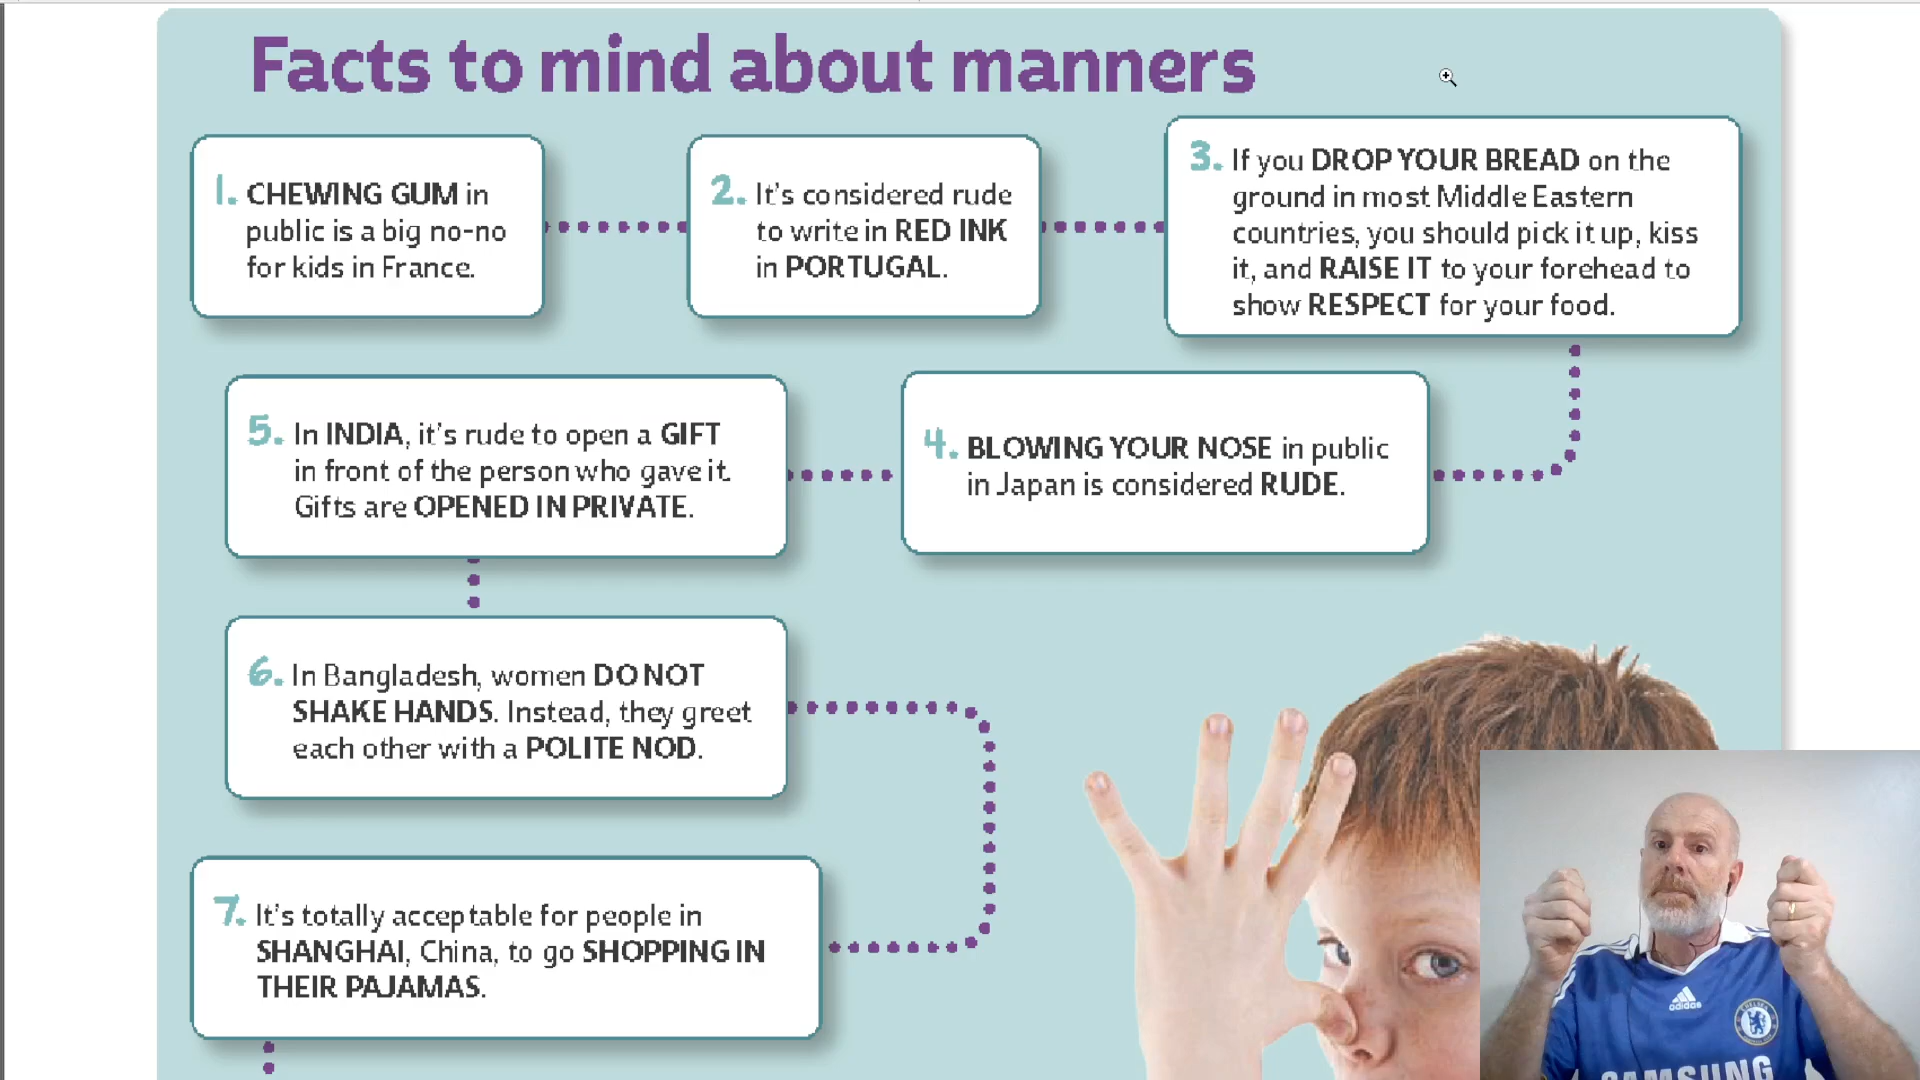 Facts to mind about manners
1. CHEWING GUM in
public is a big no-no
for kids in France.
2. It's considered rude
to write in RED INK
in PORTUGAL.
3. If you DROP YOUR BREAD on the
ground in most Middle Eastern
countries, you should pick it up, kiss
it, and RAISE IT to your forehead to
show RESPECT for your food.
4. BLOWING YOUR NOSE in public
in Japan is considered RUDE.
5. In INDIA, it's rude to open a GIFT
in front of the person who gave it.
Gifts are OPENED IN PRIVATE.
6. In Bangladesh, women DO NOT
SHAKE HANDS. Instead, they greet
each other with a POLITE NOD.
7. It's totally acceptable for people in
SHANGHAI, China, to go SHOPPING IN
THEIR PAJAMAS.
adidas
SAMSUNG